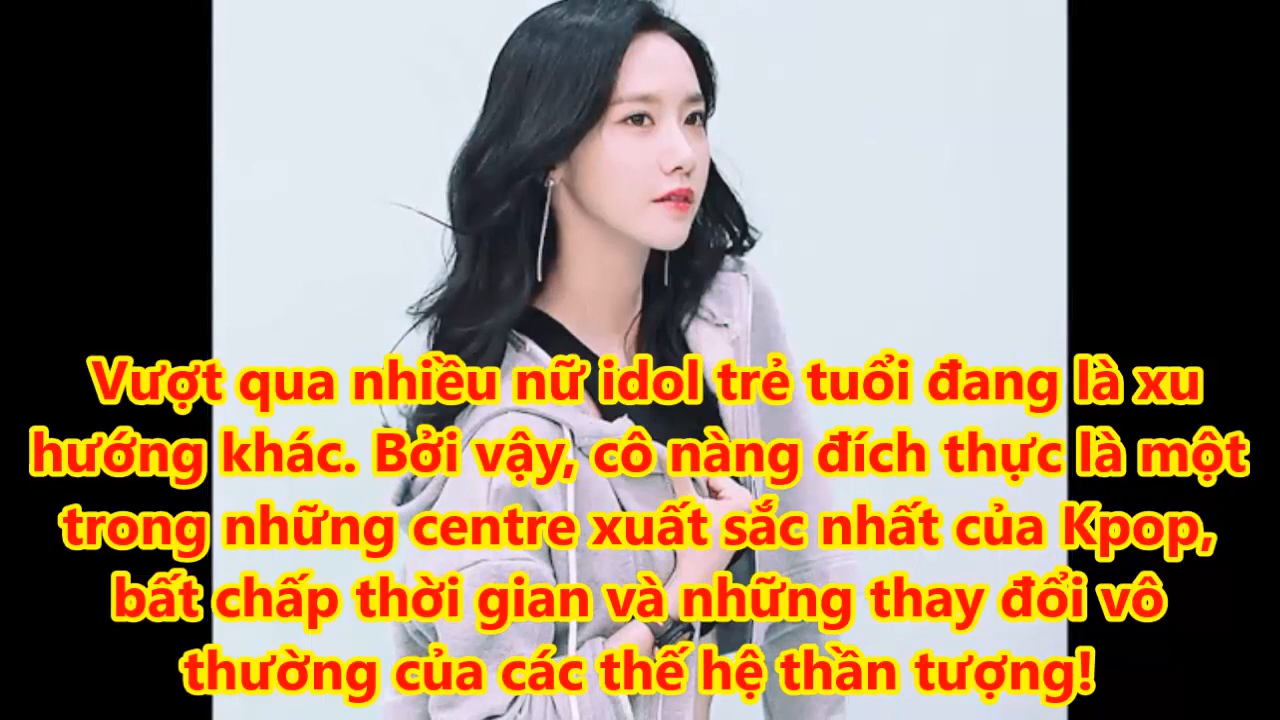 Vượt qua nhiều nữ idol trẻ tuổi đang là xu
hướng khác. Bởi vậy, cô nàng đích thực là một
trong những centre xuất sắc nhất của Kpop,
bất chấp thời gian và những thay đổi vô
thường của các thế hệ thần tượng!